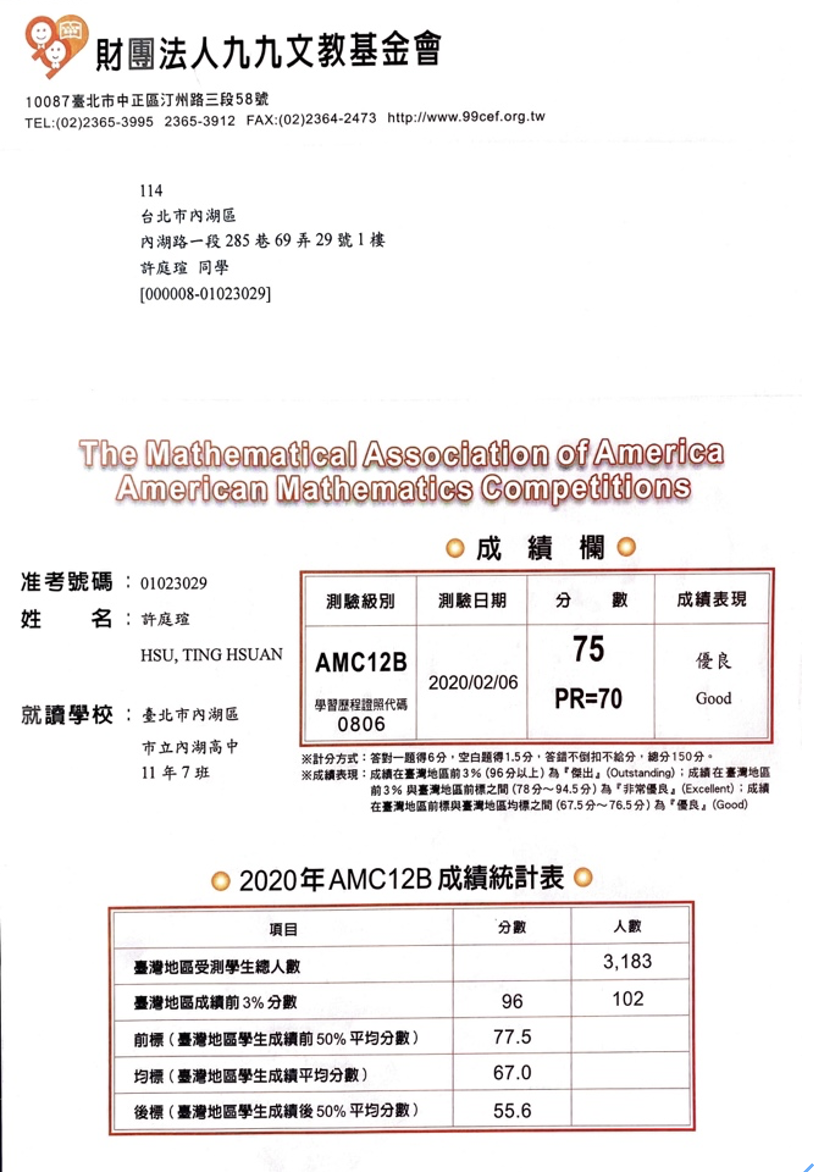 財團法人九九文教基金會
10087臺北市中正區汀州路三段58號
TEL:(02)2365-3995 2365-3912 FAX:(02)2364-2473 http://www.99cef.org.tw
114
台北市內湖區
內湖路一段 285 巷 69 弄 29 號 1 樓
許庭瑄 同學
[000008-01023029]
The Mathematical Association of America
American Mathematics Competitions
成績欄
准考號碼：01023029
姓名：許庭瑄
HSU, TING HSUAN
就讀學校：臺北市內湖區
市立內湖高中
11 年 7 班
測驗級別 測驗日期 分數 成績表現
AMC12B
學習歷程證照代碼
0806
2020/02/06
75
PR=70
優良
Good
※計分方式：答對一題得6分，空白題得1.5分，答錯不倒扣不給分，總分150分。
※成績表現：成績在臺灣地區前3%(96分以上)為『傑出』(Outstanding)；成績在臺灣地區
前3%與臺灣地區前標之間(78分～94.5分)為『非常優良』(Excellent)；成績
在臺灣地區前標與臺灣地區均標之間(67.5分～76.5分)為『優良』(Good)
2020年AMC12B成績統計表
項目 分數 人數
臺灣地區受測學生總人數 3,183
臺灣地區成績前3%分數 96 102
前標(臺灣地區學生成績前50%平均分數) 77.5
均標(臺灣地區學生成績平均分數) 67.0
後標(臺灣地區學生成績後50%平均分數) 55.6